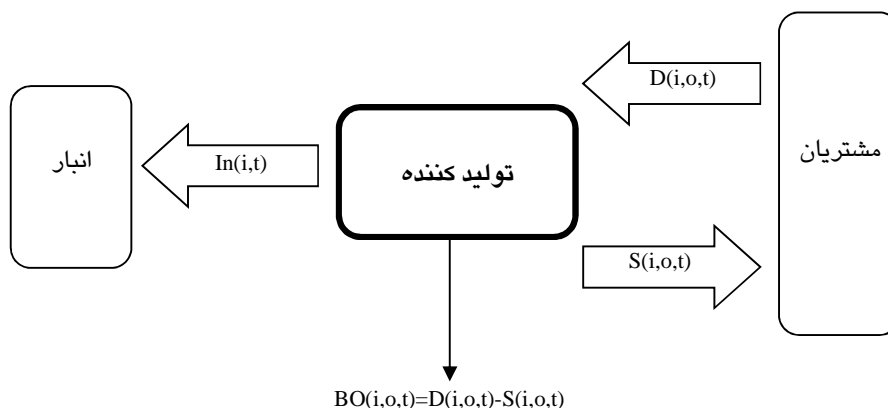 D(i,o,t)
مشتریان
انبار
In(i,t)
تولید کننده
S(i,o,t)
BO(i,o,t)=D(i,o,t)-S(i,o,t)